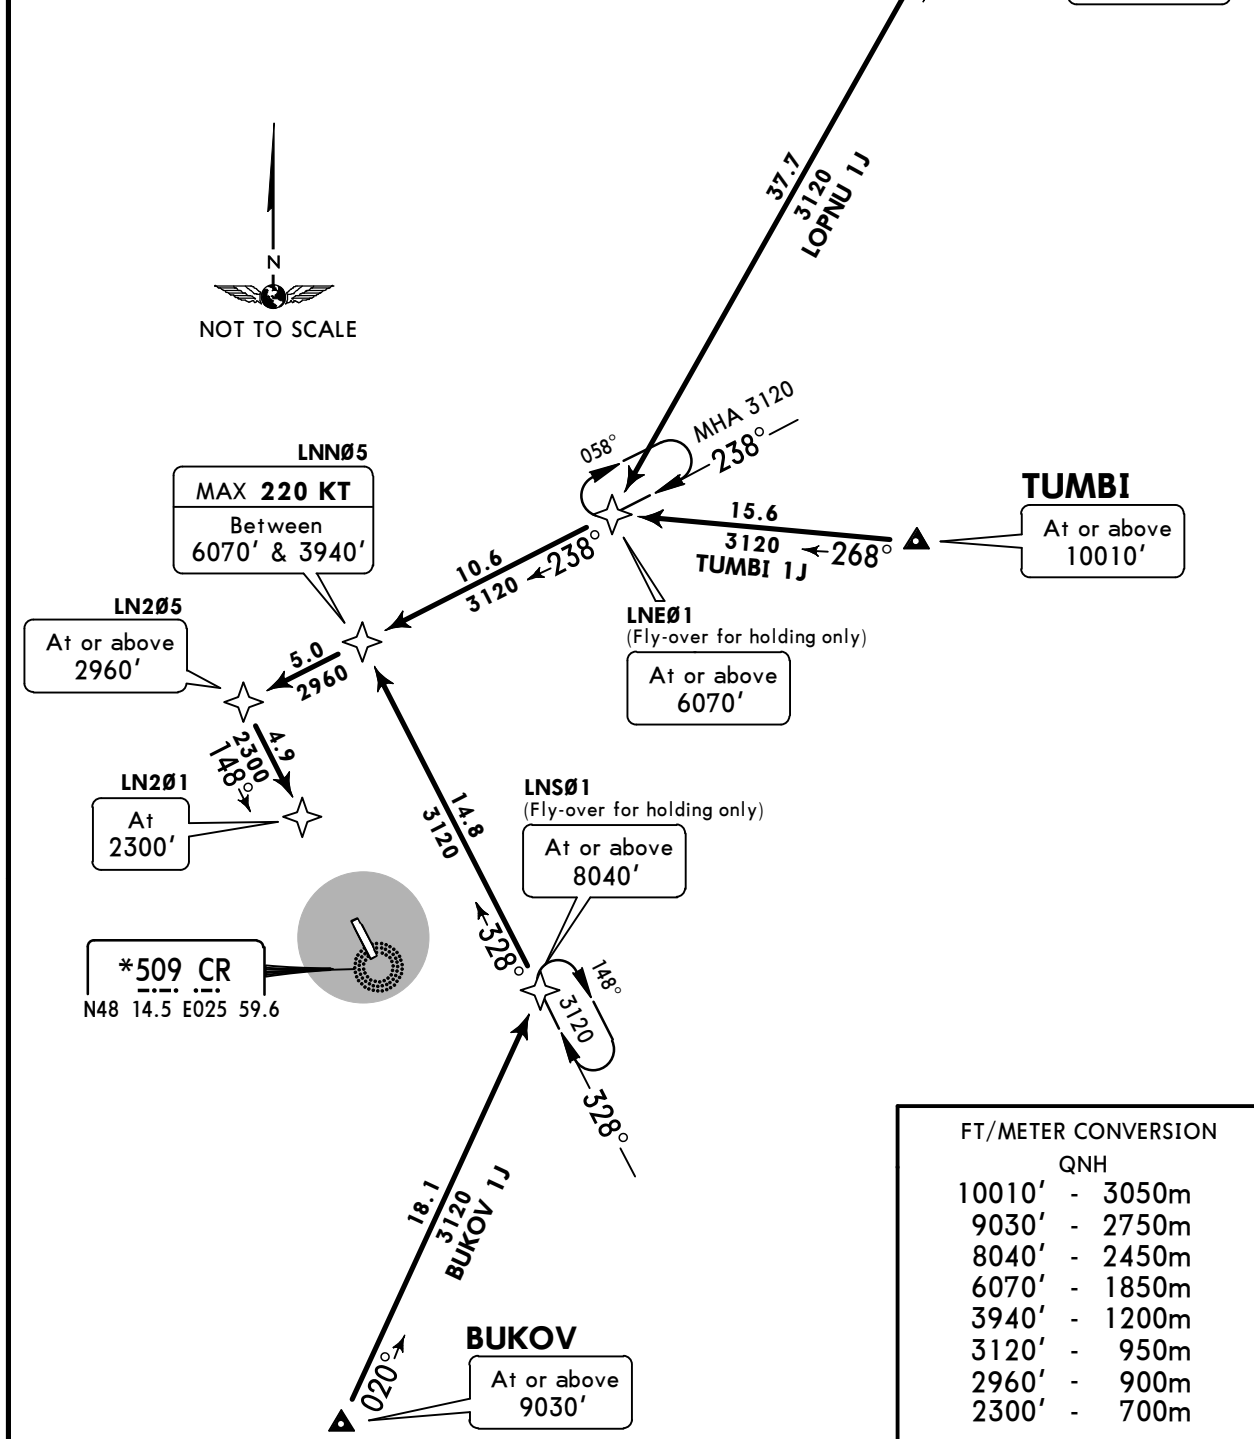 37.7
3120
LOPNU 1J
N
NOT TO SCALE
MHA 3120
058°
238°
LNNØ5
MAX 220 KT
Between
6070' & 3940'
TUMBI
At or above
10010'
15.6
3120
268°
TUMBI 1J
10.6
3120
238°
LNEØ1
(Fly-over for holding only)
At or above
6070'
LN2Ø5
At or above
2960'
5.0
2960
4.9
2300
148°
LN2Ø1
At
2300'
14.8
3120
328°
LNSØ1
(Fly-over for holding only)
At or above
8040'
*509 CR
N48 14.5 E025 59.6
148°
3120
328°
18.1
3120
BUKOV 1J
020°
BUKOV
At or above
9030'
FT/METER CONVERSION
QNH
10010' - 3050m
9030' - 2750m
8040' - 2450m
6070' - 1850m
3940' - 1200m
3120' - 950m
2960' - 900m
2300' - 700m